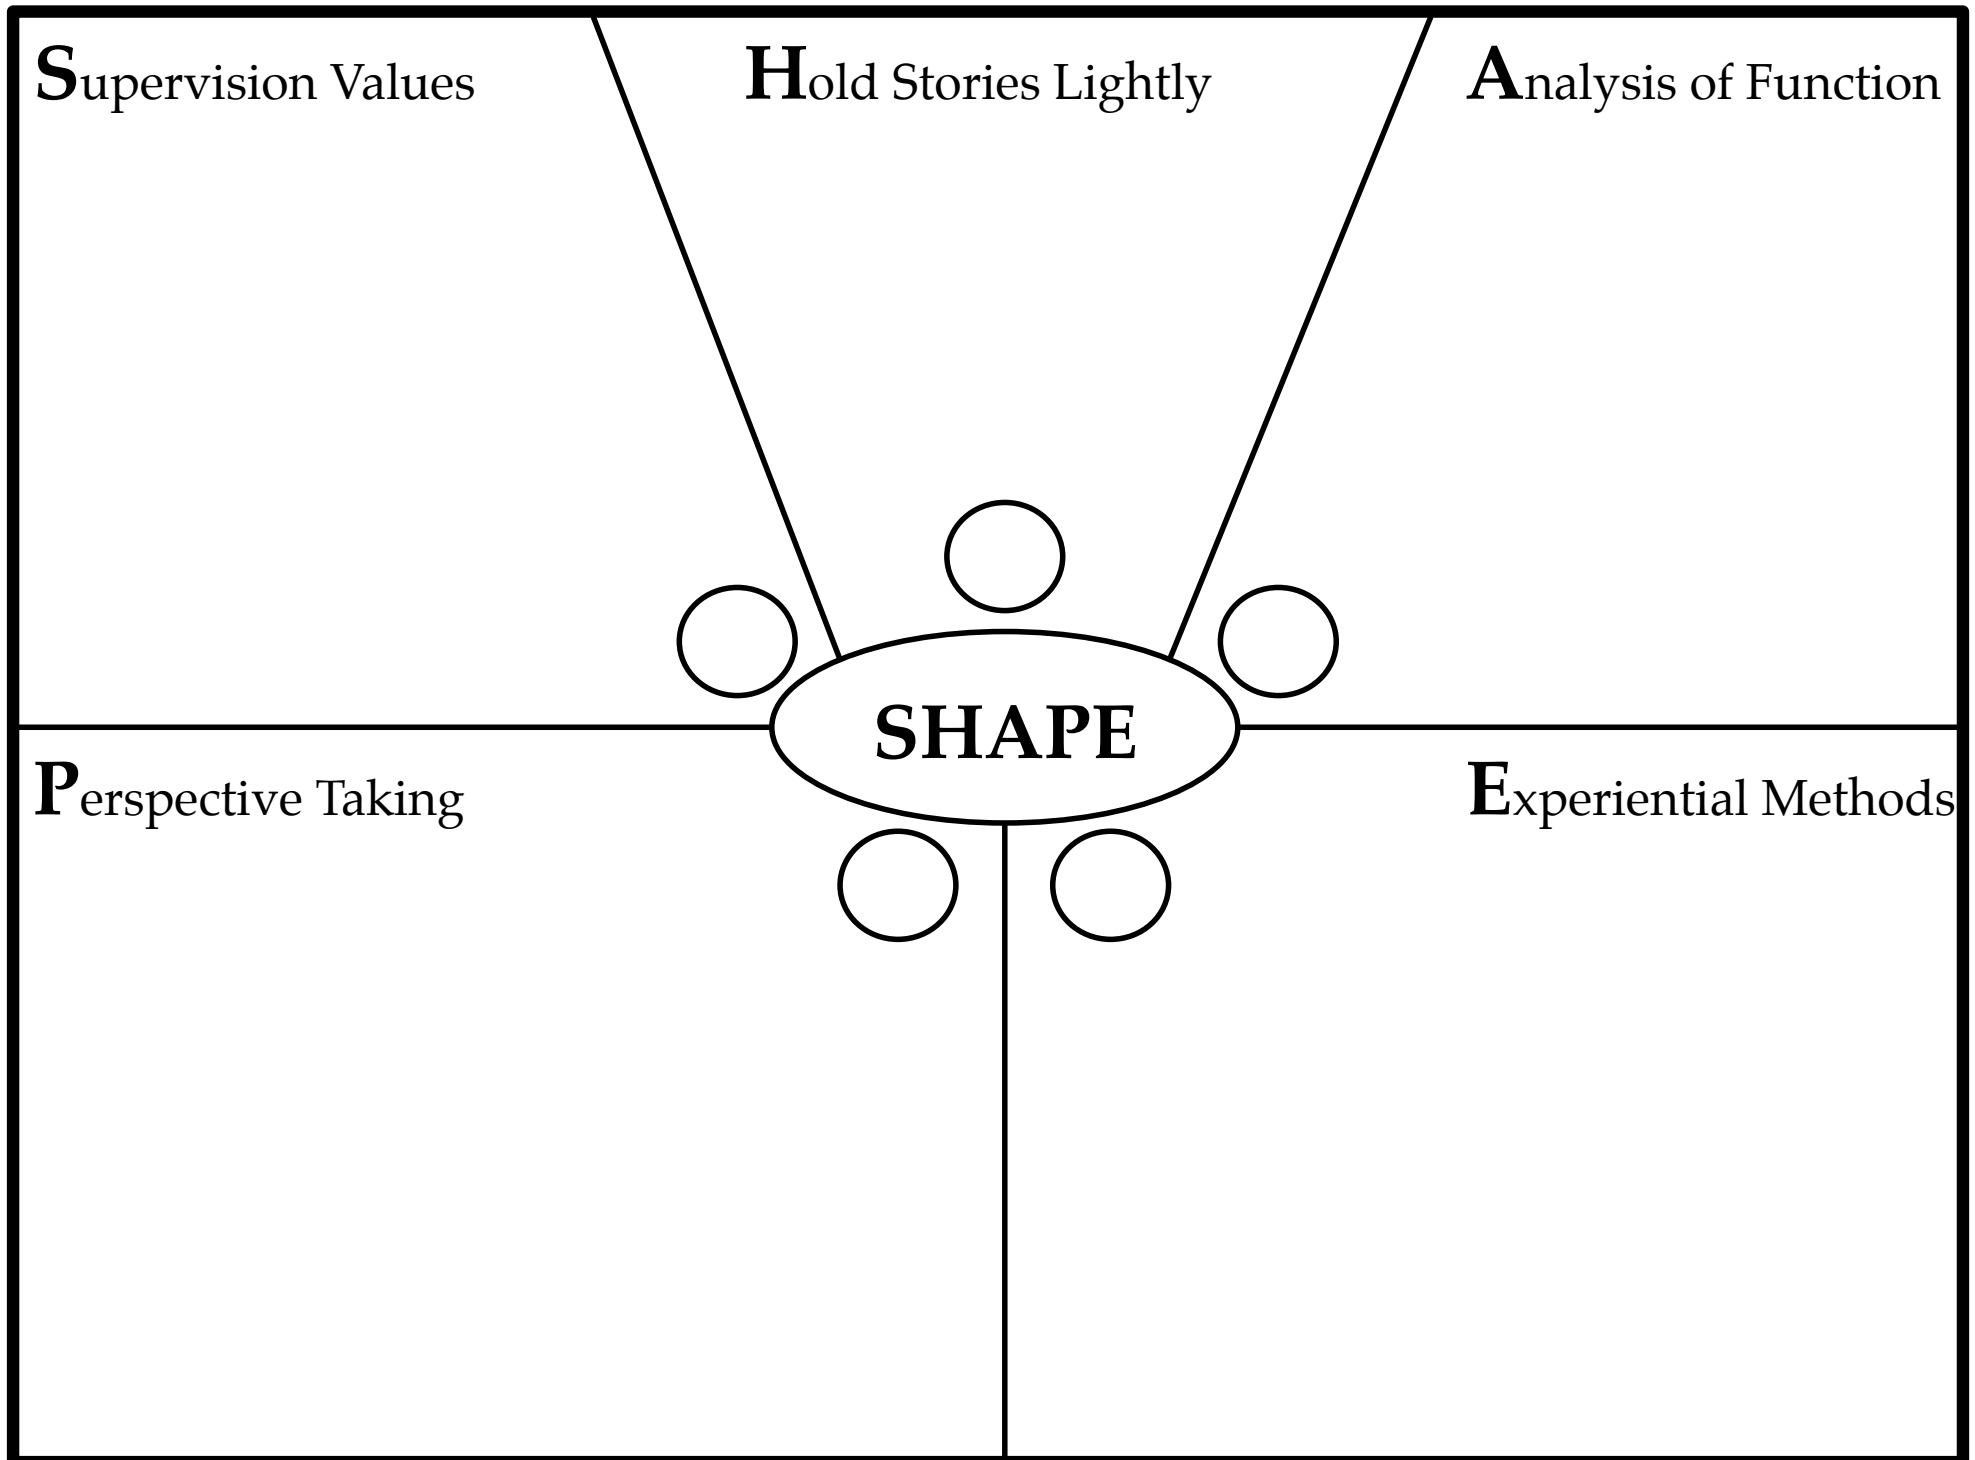 Supervision Values
Hold Stories Lightly
Analysis of Function
SHAPE
Perspective Taking
Experiential Methods